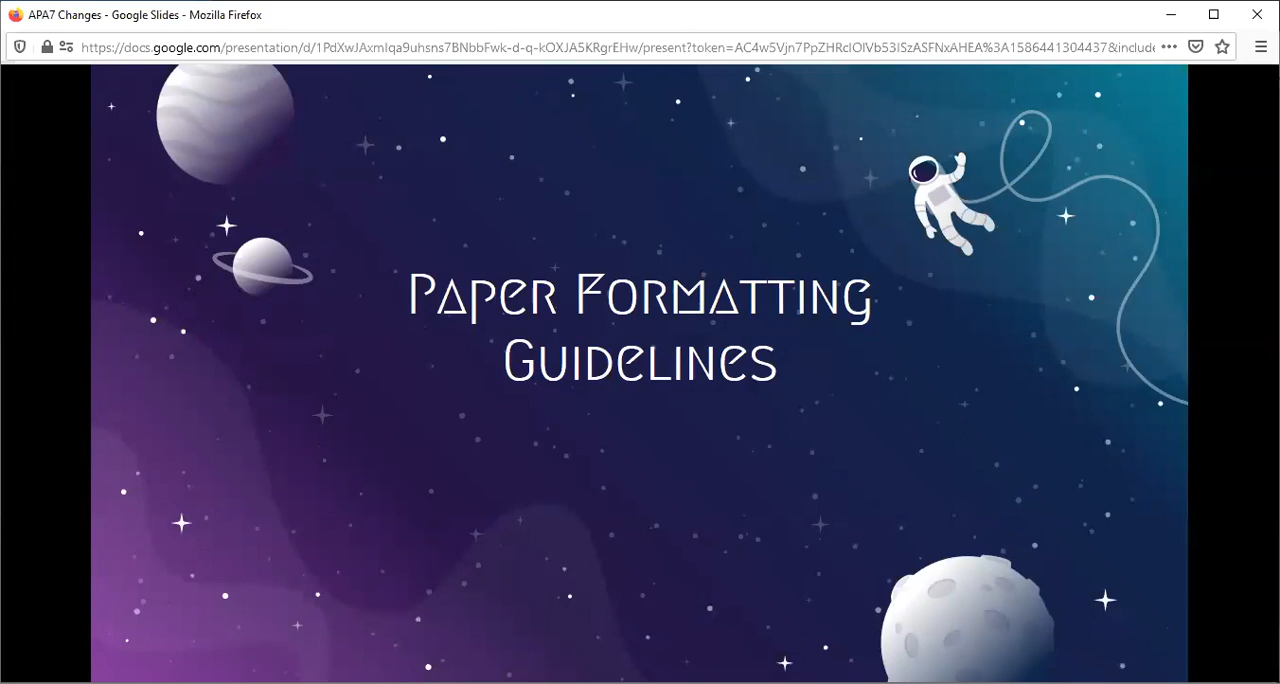 APA7 Changes - Google Slides - Mozilla Firefox
https://docs.google.com/presentation/d/1PdXwJAxmIqa9uhsns7BNbbFwk-d-q-kOXJA5KRgrEHw/present?token=AC4w5Vjn7PpZHRclOlVb53lSzASFNxAHEA%3A1586441304437&include
Paper Formatting
Guidelines